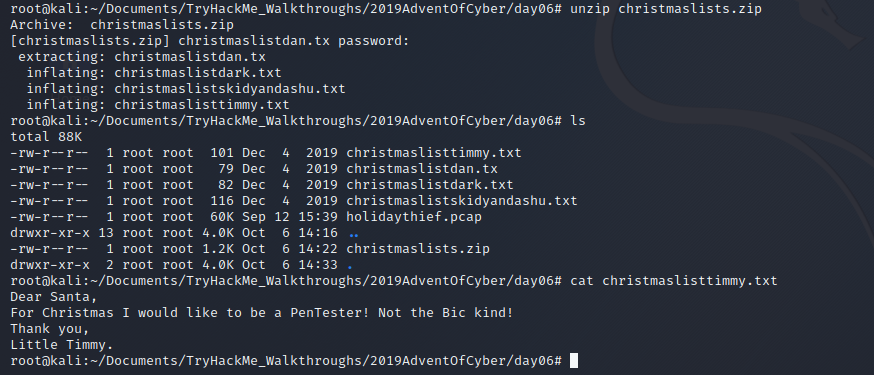 root@kali:~/Documents/TryHackMe_Walkthroughs/2019AdventOfCyber/day06# unzip christmaslists.zip
Archive:  christmaslists.zip
[christmaslists.zip] christmaslistdan.tx password:
 extracting: christmaslistdan.tx
  inflating: christmaslistdark.txt
  inflating: christmaslistskidyandashu.txt
  inflating: christmaslisttimmy.txt
root@kali:~/Documents/TryHackMe_Walkthroughs/2019AdventOfCyber/day06# ls
total 88K
-rw-r--r--  1 root root  101 Dec  4  2019 christmaslisttimmy.txt
-rw-r--r--  1 root root   79 Dec  4  2019 christmaslistdan.tx
-rw-r--r--  1 root root   82 Dec  4  2019 christmaslistdark.txt
-rw-r--r--  1 root root  116 Dec  4  2019 christmaslistskidyandashu.txt
-rw-r--r--  1 root root  60K Sep 12 15:39 holidaythief.pcap
drwxr-xr-x 13 root root 4.0K Oct  6 14:16 ..
-rw-r--r--  1 root root 1.2K Oct  6 14:22 christmaslists.zip
drwxr-xr-x  2 root root 4.0K Oct  6 14:33 .
root@kali:~/Documents/TryHackMe_Walkthroughs/2019AdventOfCyber/day06# cat christmaslisttimmy.txt
Dear Santa,
For Christmas I would like to be a PenTester! Not the Bic kind!
Thank you,
Little Timmy.
root@kali:~/Documents/TryHackMe_Walkthroughs/2019AdventOfCyber/day06#